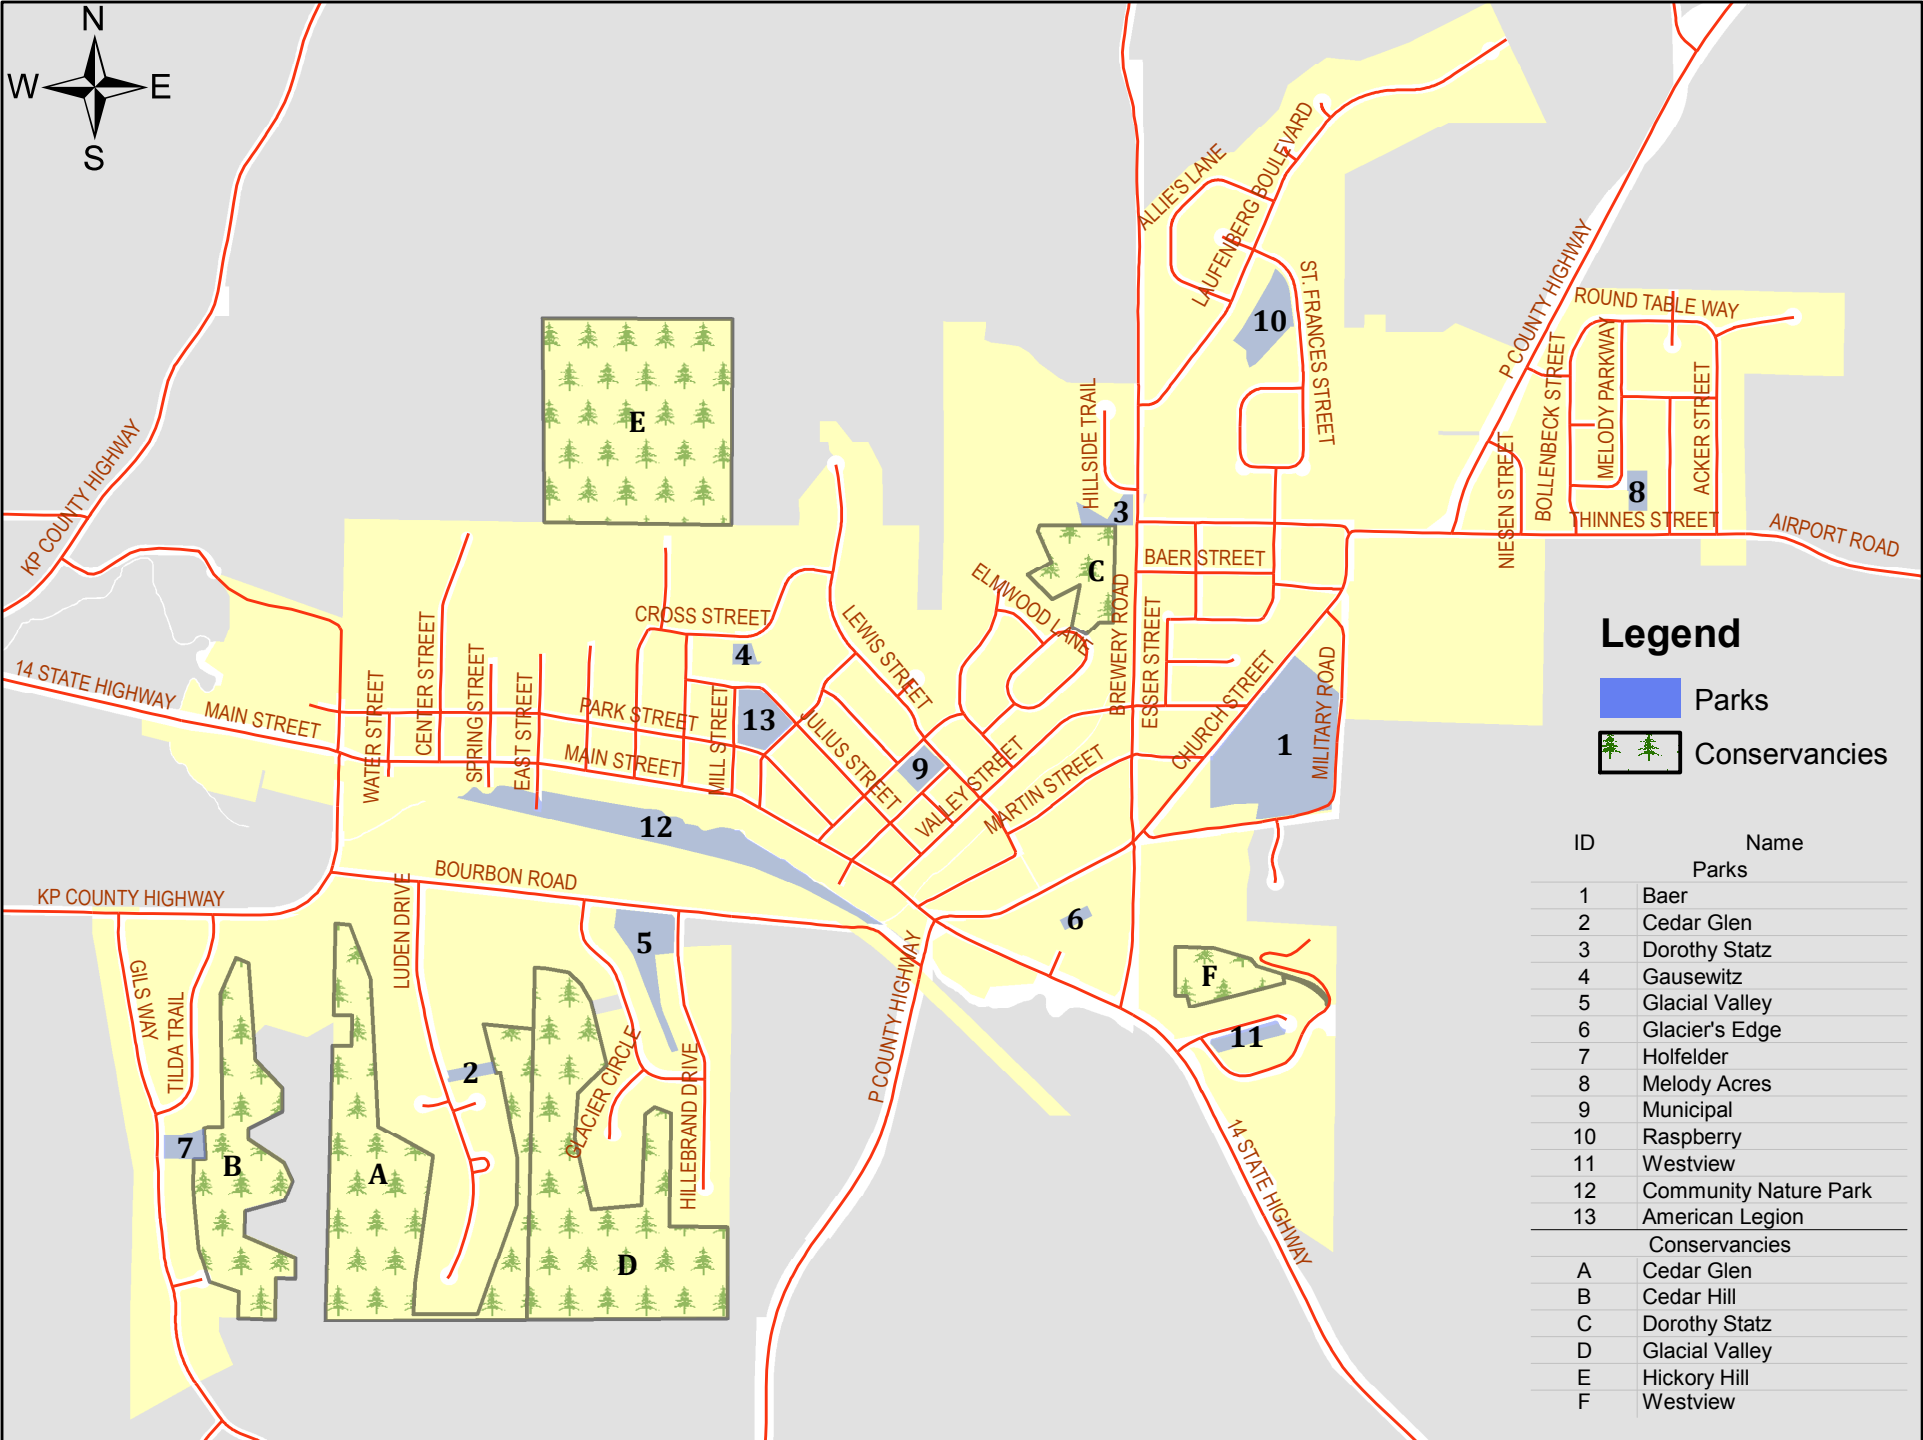 N
W E
S
ALLIE'S LANE
LAUFENBERG BOULEVARD
ST. FRANCES STREET
10
P COUNTY HIGHWAY
ROUND TABLE WAY
BOLLENBECK STREET
MELODY PARKWAY
ACKER STREET
NIESEN STREET
8
THINNES STREET
AIRPORT ROAD
E
HILLSIDE TRAIL
3
KP COUNTY HIGHWAY
BAER STREET
C
ELMWOOD LANE
BREWERY ROAD
ESSER STREET
CROSS STREET
LEWIS STREET
4
14 STATE HIGHWAY
MAIN STREET
WATER STREET
CENTER STREET
SPRING STREET
EAST STREET
PARK STREET
MAIN STREET
MILL STREET
13
JULIUS STREET
9
VALLEY STREET
MARTIN STREET
CHURCH STREET
1
MILITARY ROAD
12
BOURBON ROAD
KP COUNTY HIGHWAY
LUDEN DRIVE
5
6
F
11
GILS WAY
TILDA TRAIL
2
GLACIER CIRCLE
HILLEBRAND DRIVE
P COUNTY HIGHWAY
14 STATE HIGHWAY
7
B
A
D
Legend
Parks
Conservancies
ID Name
Parks
1 Baer
2 Cedar Glen
3 Dorothy Statz
4 Gausewitz
5 Glacial Valley
6 Glacier's Edge
7 Holfelder
8 Melody Acres
9 Municipal
10 Raspberry
11 Westview
12 Community Nature Park
13 American Legion
Conservancies
A Cedar Glen
B Cedar Hill
C Dorothy Statz
D Glacial Valley
E Hickory Hill
F Westview